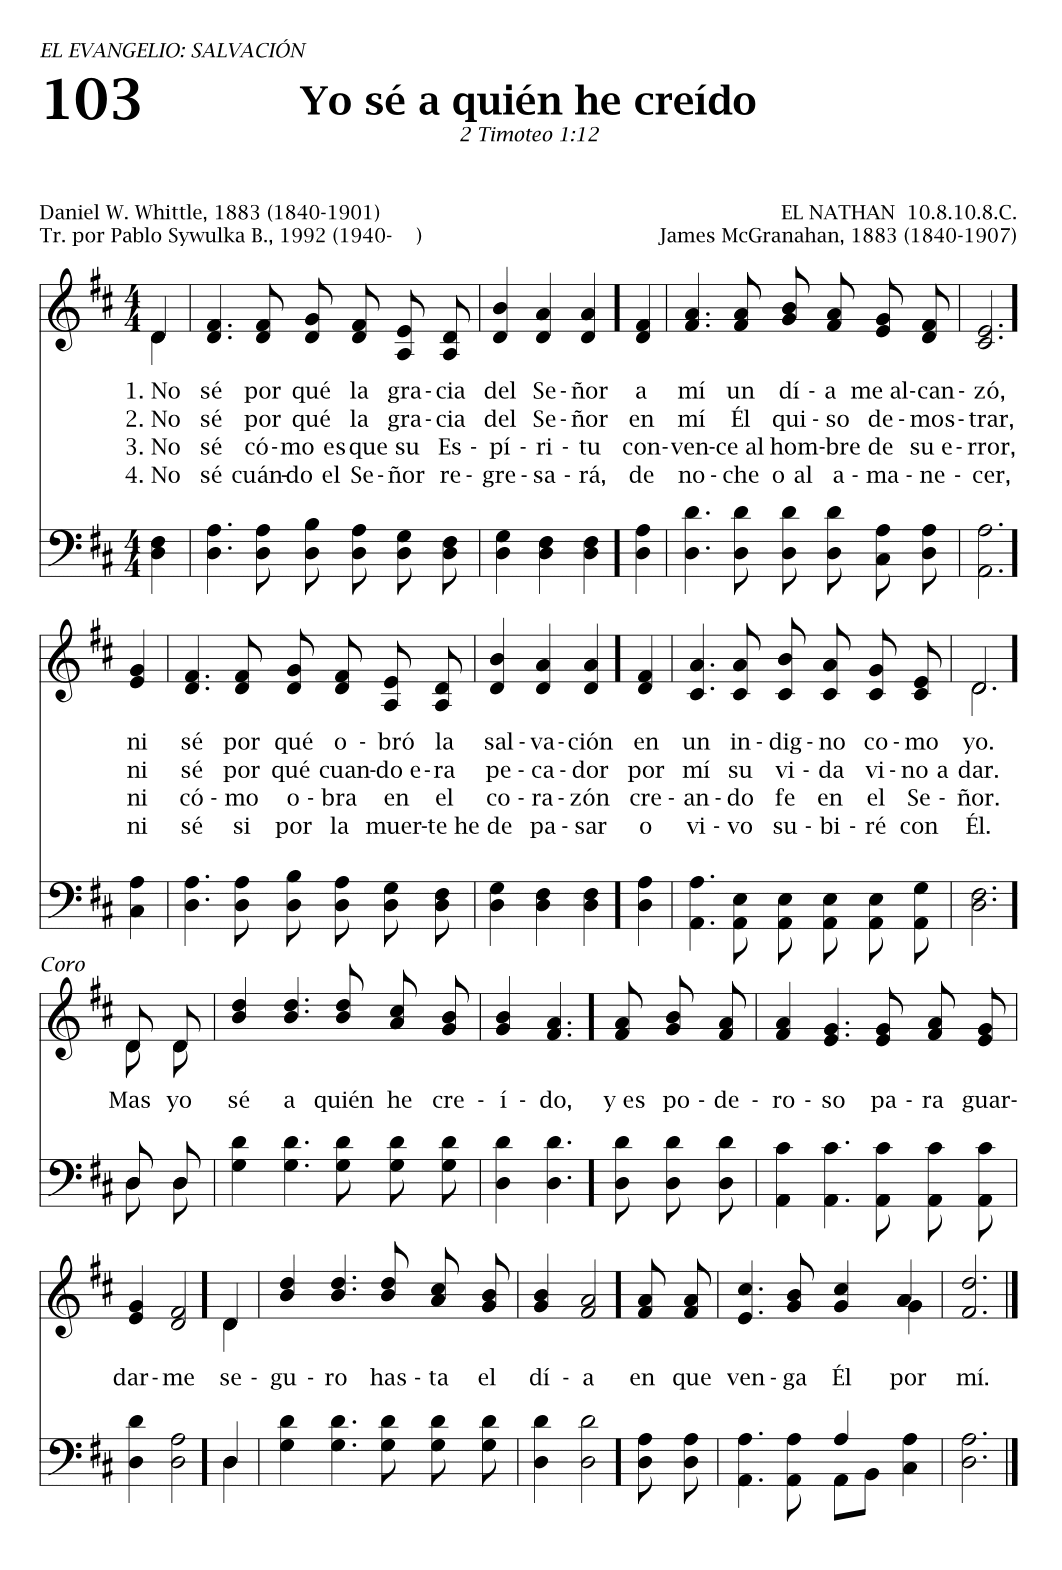 EL EVANGELIO: SALVACIÓN
103
Yo sé a quién he creído
2 Timoteo 1:12
Daniel W. Whittle, 1883 (1840-1901)
EL NATHAN 10.8.10.8.C.
Tr. por Pablo Sywulka B., 1992 (1940- )
James McGranahan, 1883 (1840-1907)
1. No sé por qué la gra-cia del Se-ñor a mí un dí-a me al-can-zó,
2. No sé por qué la gra-cia del Se-ñor en mí Él qui-so de-mos-trar,
3. No sé có-mo es que su Es-pí-ri-tu con-ven-ce al hom-bre de su e-rror,
4. No sé cuán-do el Se-ñor re-gre-sa-rá, de no-che o al a-ma-ne-cer,
ni sé por qué o-bró la sal-va-ción en un in-dig-no co-mo yo.
ni sé por qué cuan-do e-ra pe-ca-dor por mí su vi-da vi-no a dar.
ni có-mo o-bra en el co-ra-zón cre-an-do fe en el Se-ñor.
ni sé si por la muer-te he de pa-sar o vi-vo su-bi-ré con Él.
Coro
Mas yo sé a quién he cre-í-do, y es po-de-ro-so pa-ra guar-
dar-me se-gu-ro has-ta el dí-a en que ven-ga Él por mí.